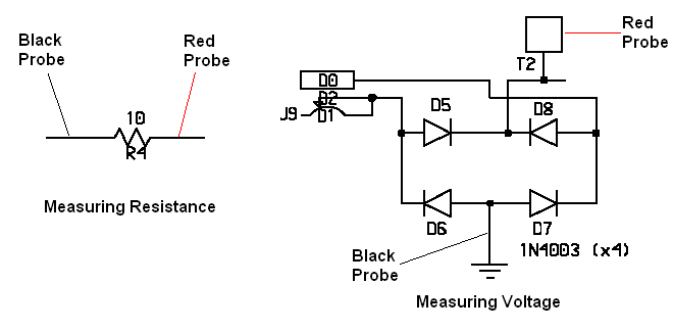 Black
Probe
Red
Probe
10
R4
Measuring Resistance
Red
Probe
T2
D0
D2
J9
D1
D5
D8
D6
D7
1N4003 (x4)
Black
Probe
Measuring Voltage